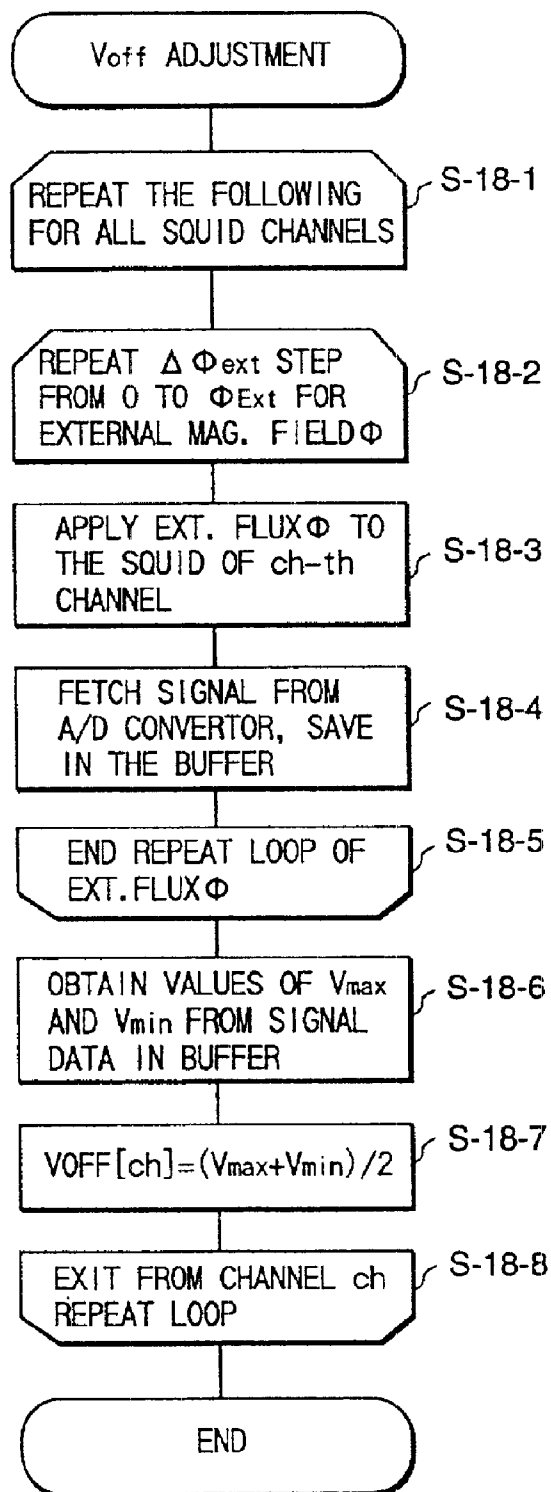 Voff ADJUSTMENT
S-18-1
REPEAT THE FOLLOWING
FOR ALL SQUID CHANNELS
S-18-2
REPEAT ΔΦext STEP
FROM 0 TO ΦExt FOR
EXTERNAL MAG. FIELDΦ
S-18-3
APPLY EXT. FLUXΦ TO
THE SQUID OF ch-th
CHANNEL
S-18-4
FETCH SIGNAL FROM
A/D CONVERTOR, SAVE
IN THE BUFFER
S-18-5
END REPEAT LOOP OF
EXT.FLUXΦ
S-18-6
OBTAIN VALUES OF Vmax
AND Vmin FROM SIGNAL
DATA IN BUFFER
S-18-7
VOFF[ch]=(Vmax+Vmin)/2
S-18-8
EXIT FROM CHANNEL ch
REPEAT LOOP
END